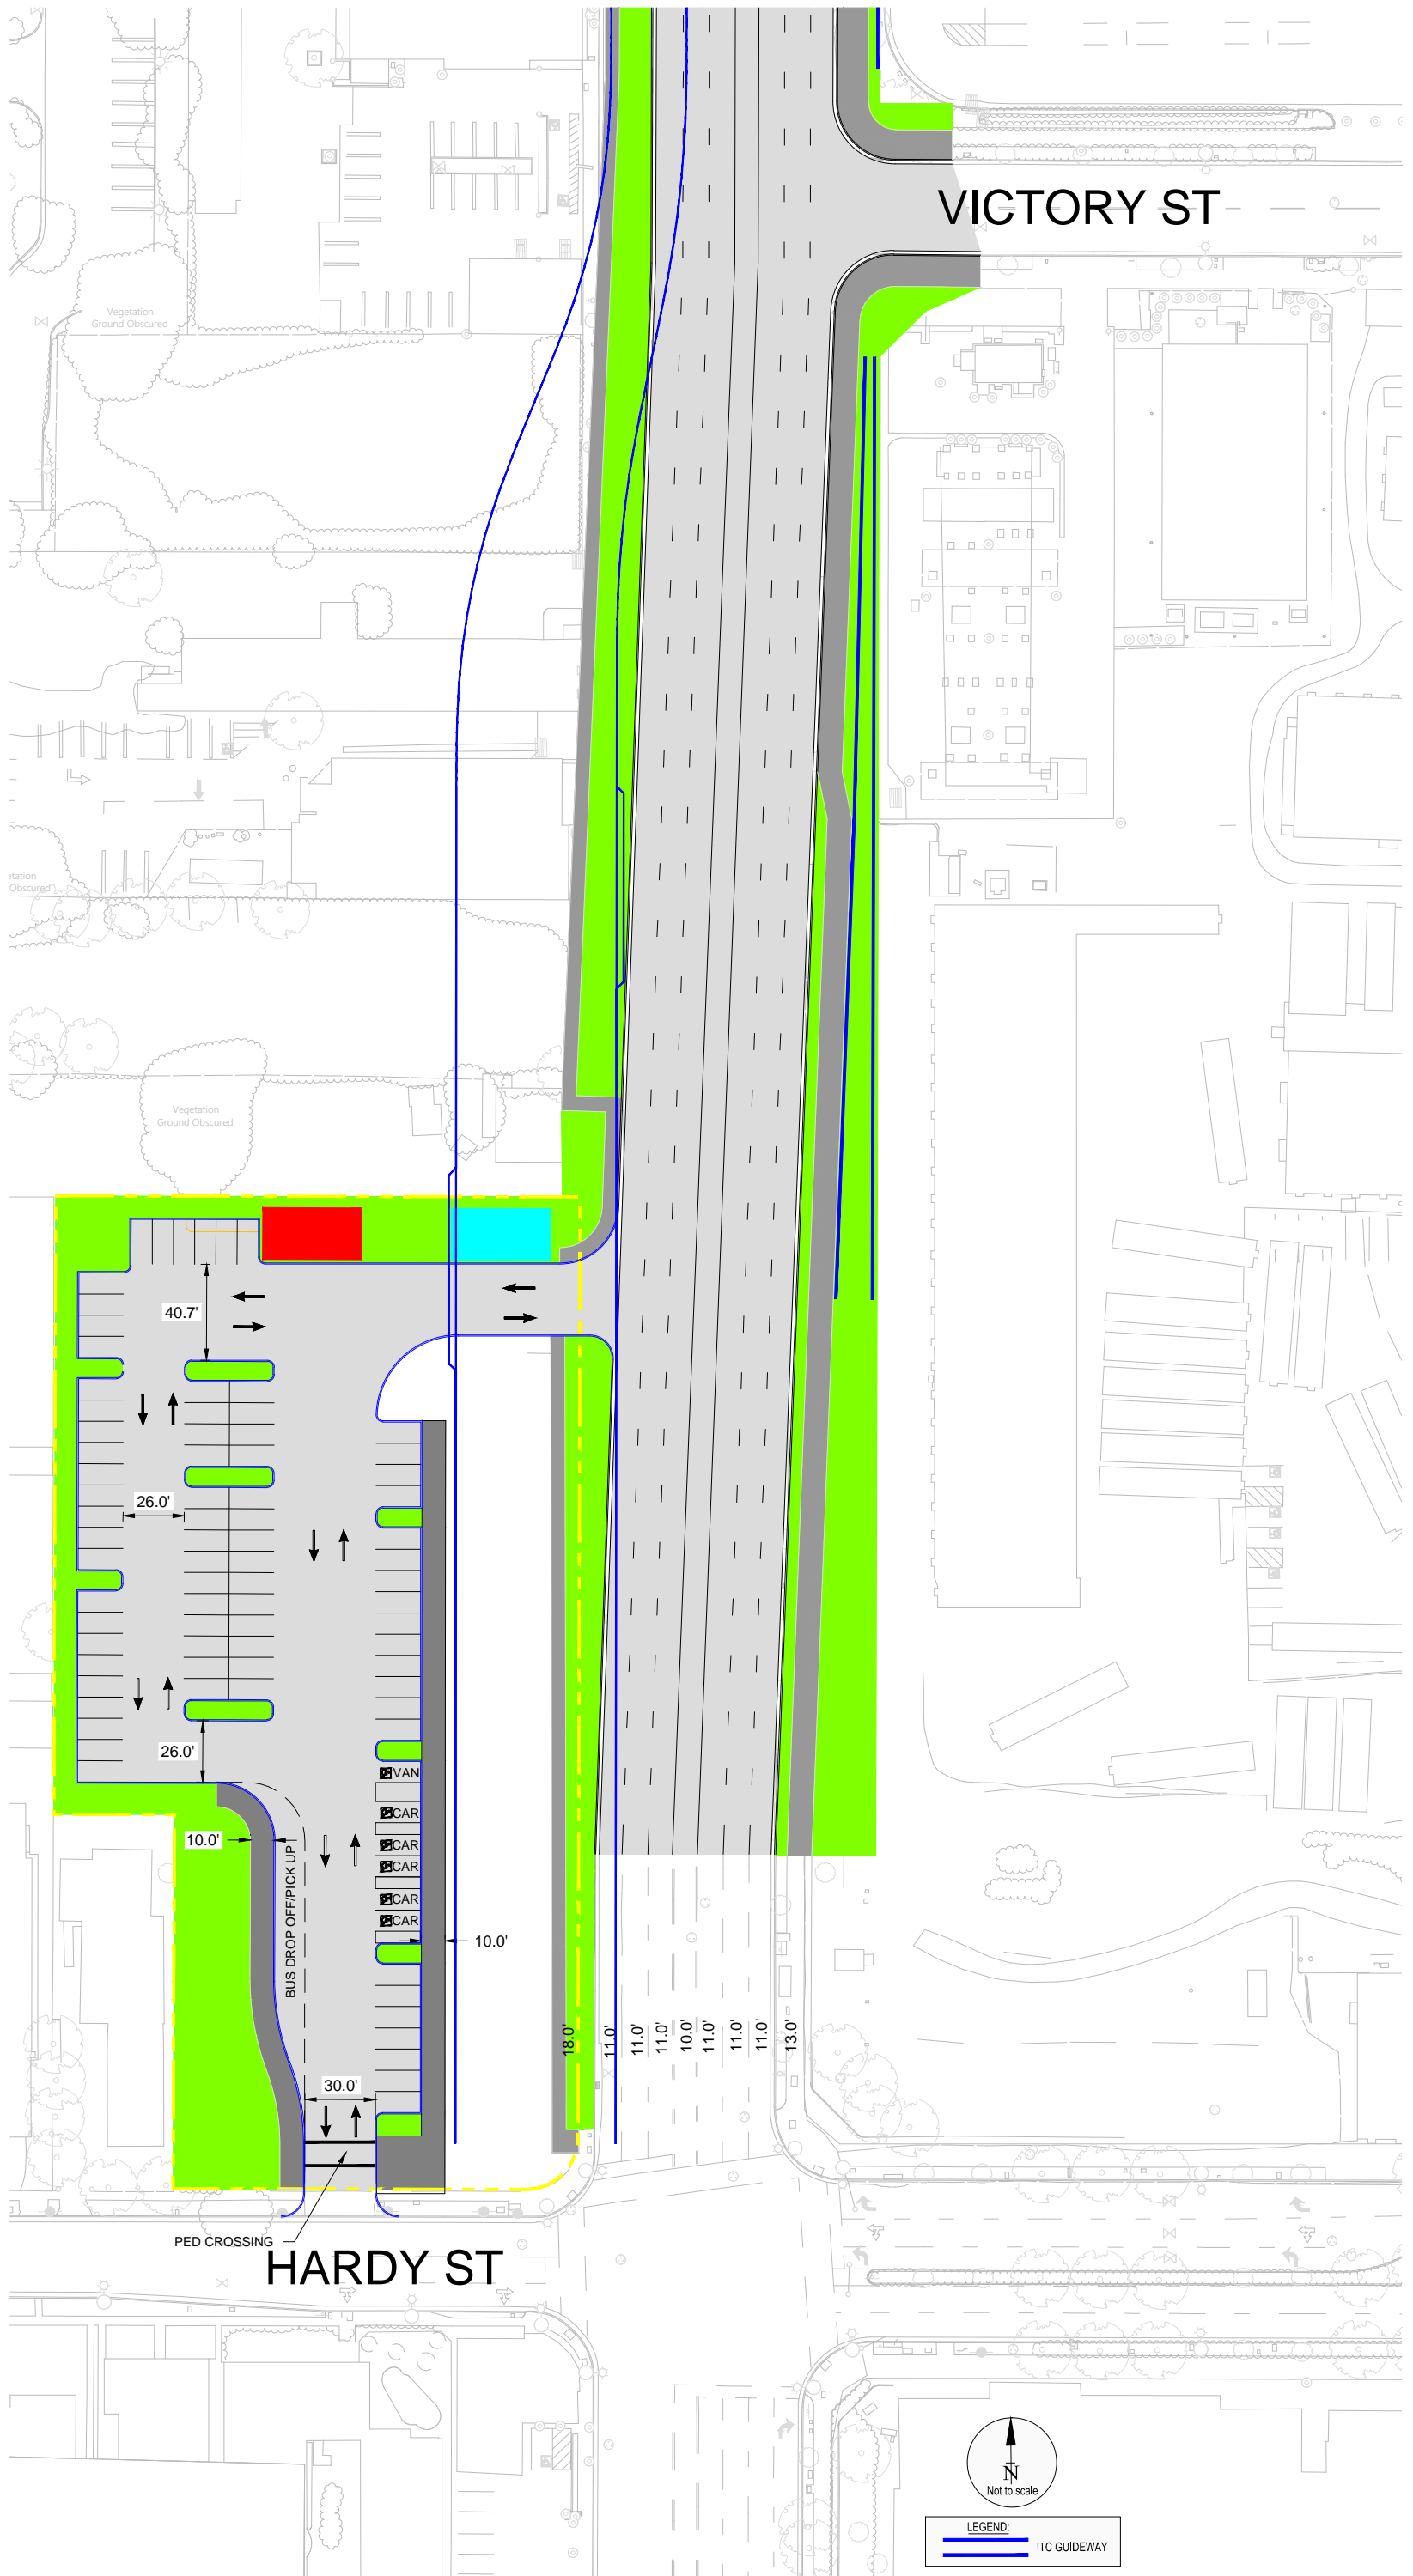 VICTORY ST
Vegetation
Ground Obscured
etation
Obscured
Vegetation
Ground Obscured
40.7'
26.0'
26.0'
VAN
CAR
10.0'
CAR
CAR
CAR
CAR
BUS DROP OFF/PICK UP
10.0'
18.0'
11.0'
11.0'
11.0'
10.0'
11.0'
11.0'
11.0'
13.0'
30.0'
PED CROSSING
HARDY ST
N
Not to scale
LEGEND:
ITC GUIDEWAY